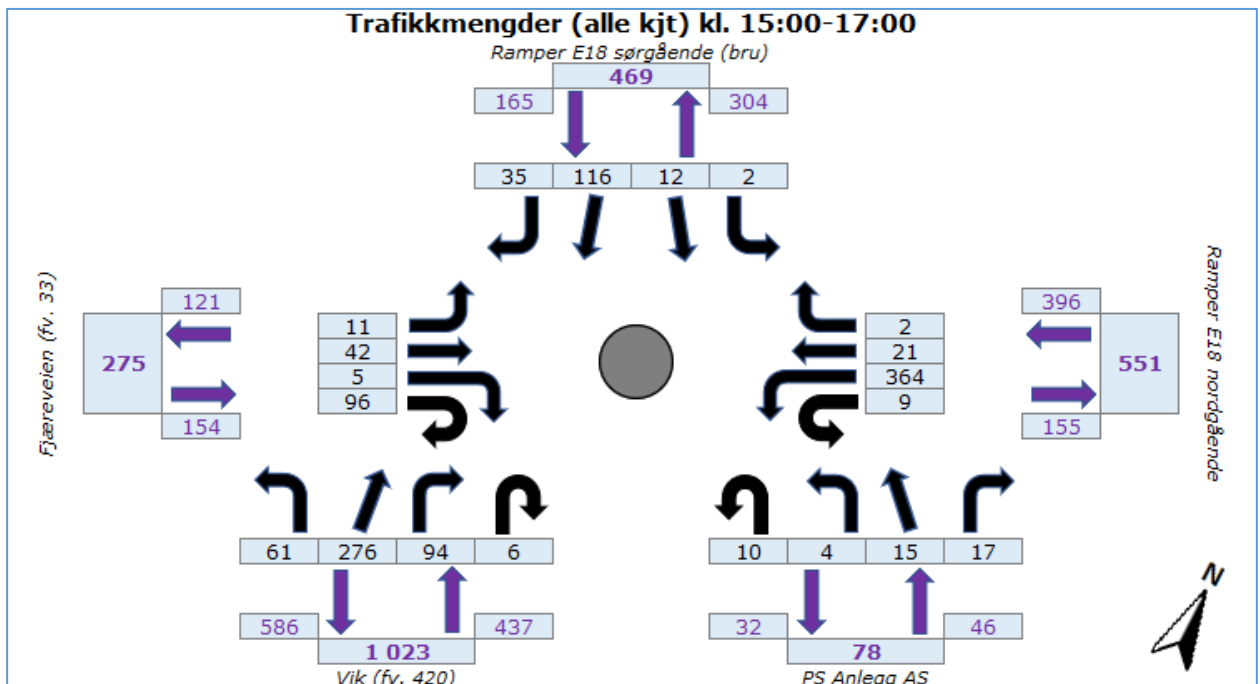 Trafikkmengder (alle kjt) kl. 15:00-17:00
Ramper E18 sørgående (bru)
469
165
304
35 116 12 2
Fjæreveien (fv. 33)
121
275
154
11
42
5
96
2
21
364
9
396
551
155
Ramper E18 nordgående
61 276 94 6
586
437
1 023
Vik (fv. 420)
10 4 15 17
32
46
78
PS Anlegg AS
N